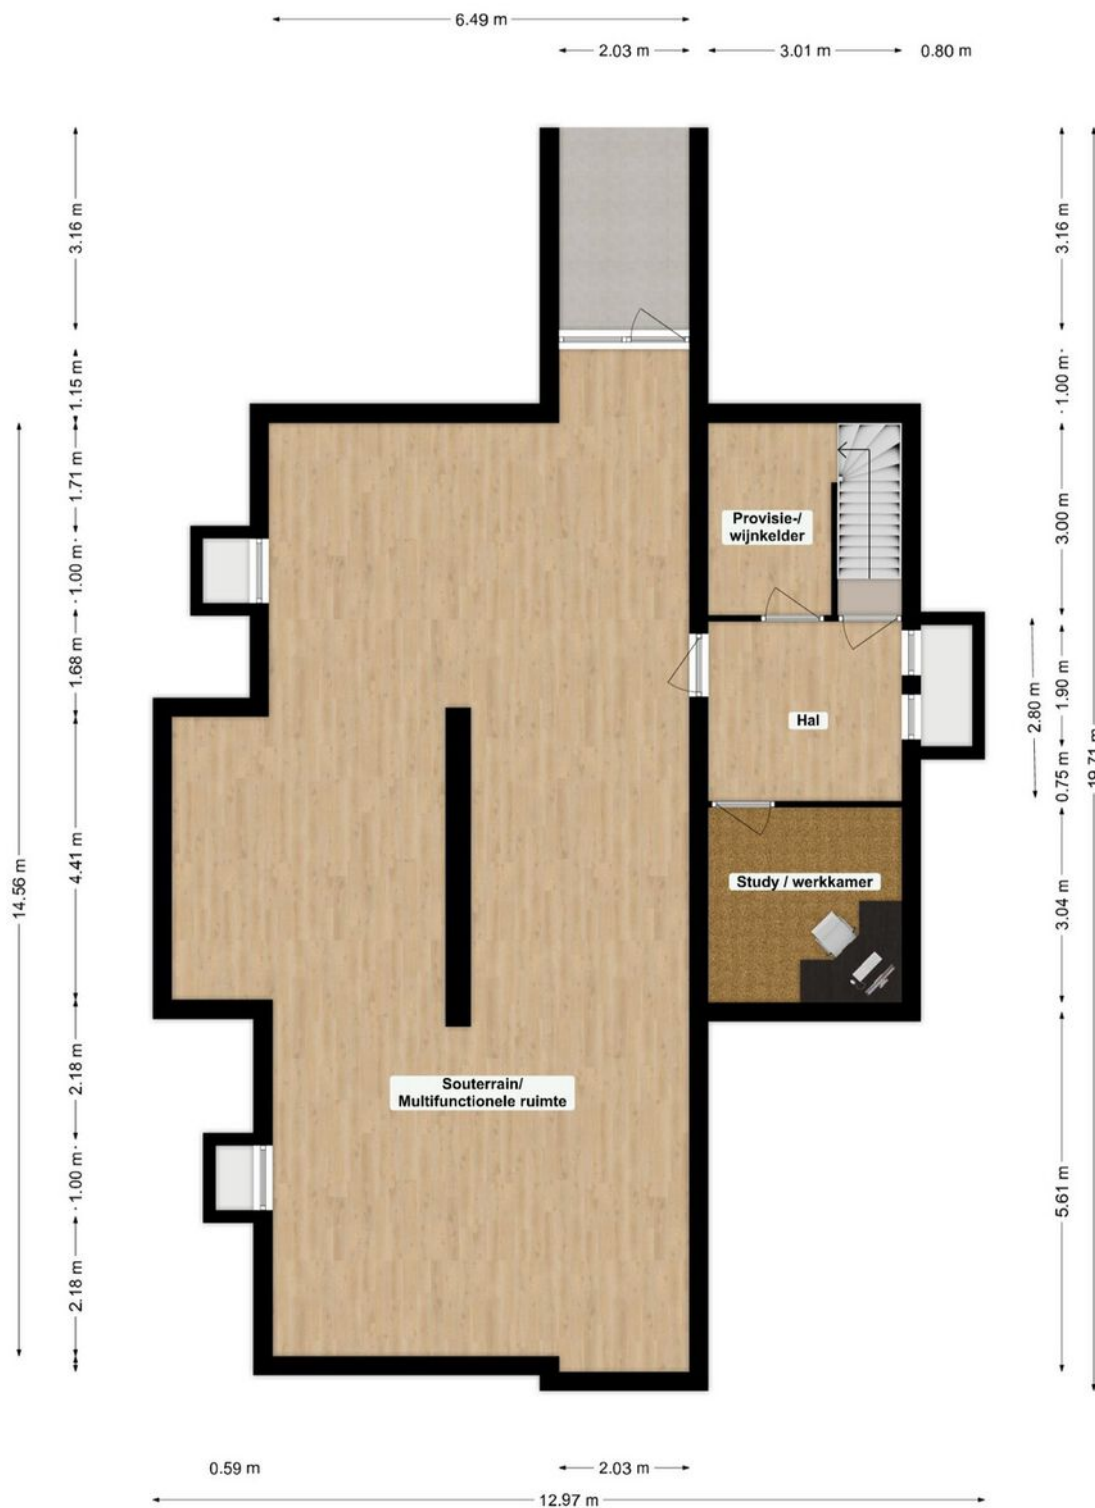 6.49 m
2.03 m
3.01 m
0.80 m
3.16 m
1.15 m
1.71 m
1.00 m
1.68 m
4.41 m
2.18 m
1.00 m
2.18 m
14.56 m
3.16 m
1.00 m
3.00 m
1.90 m
2.80 m
0.75 m
3.04 m
5.61 m
19.71 m
Provisie-/
wijnkelder
Hal
Study / werkkamer
Souterrain/
Multifunctionele ruimte
0.59 m
2.03 m
12.97 m